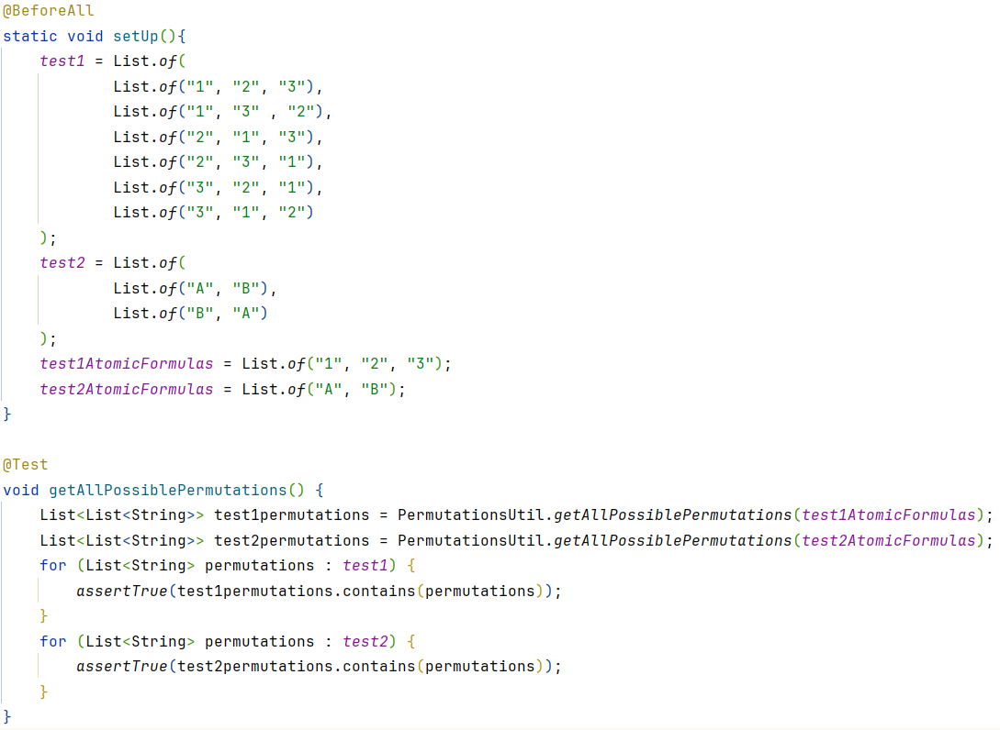 @BeforeAll
static void setUp(){
    test1 = List.of(
            List.of("1", "2", "3"),
            List.of("1", "3" , "2"),
            List.of("2", "1", "3"),
            List.of("2", "3", "1"),
            List.of("3", "2", "1"),
            List.of("3", "1", "2")
    );
    test2 = List.of(
            List.of("A", "B"),
            List.of("B", "A")
    );
    test1AtomicFormulas = List.of("1", "2", "3");
    test2AtomicFormulas = List.of("A", "B");
}

@Test
void getAllPossiblePermutations() {
    List<List<String>> test1permutations = PermutationsUtil.getAllPossiblePermutations(test1AtomicFormulas);
    List<List<String>> test2permutations = PermutationsUtil.getAllPossiblePermutations(test2AtomicFormulas);
    for (List<String> permutations : test1) {
        assertTrue(test1permutations.contains(permutations));
    }
    for (List<String> permutations : test2) {
        assertTrue(test2permutations.contains(permutations));
    }
}